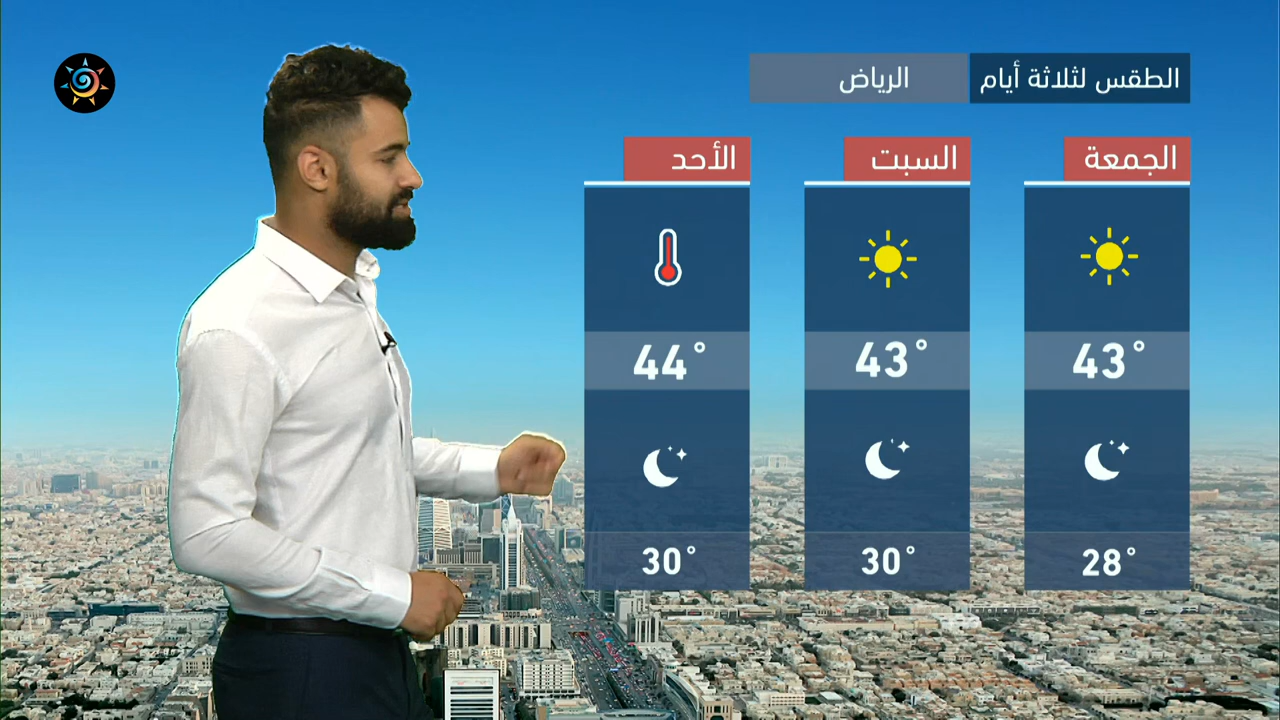 الطقس لثلاثة أيام
الرياض
الجمعة
السبت
الأحد
43°
43°
44°
28°
30°
30°